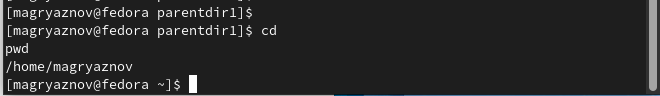 [magryaznov@fedora parentdir1]$
[magryaznov@fedora parentdir1]$ cd
pwd
/home/magryaznov
[magryaznov@fedora ~]$